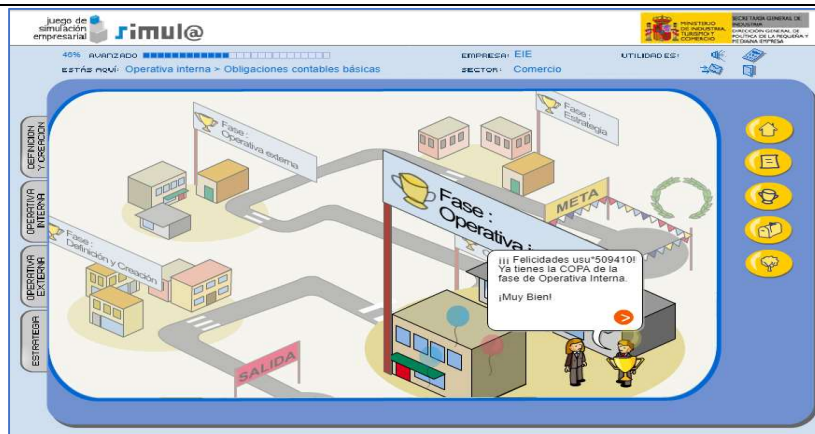 juego de
simulación
empresarial
simul@
MINISTERIO
DE INDUSTRIA,
TURISMO Y
COMERCIO
SECRETARÍA GENERAL DE
INDUSTRIA
DIRECCIÓN GENERAL DE
POLÍTICA DE LA PEQUEÑA Y
MEDIANA EMPRESA
46% AVANZADO
EMPRESA: EIE
UTILIDADES:
ESTÁS AQUÍ: Operativa interna > Obligaciones contables básicas
SECTOR: Comercio
DEFINICION
Y CREACION
OPERATIVA
INTERNA
OPERATIVA
EXTERNA
ESTRATEGIA
Fase :
Operativa externa
Fase :
Estrategia
META
Fase :
Operativa
Fase :
Definición y Creación
SALIDA
¡¡¡ Felicidades usu*509410!
Ya tienes la COPA de la
fase de Operativa Interna.
¡Muy Bien!